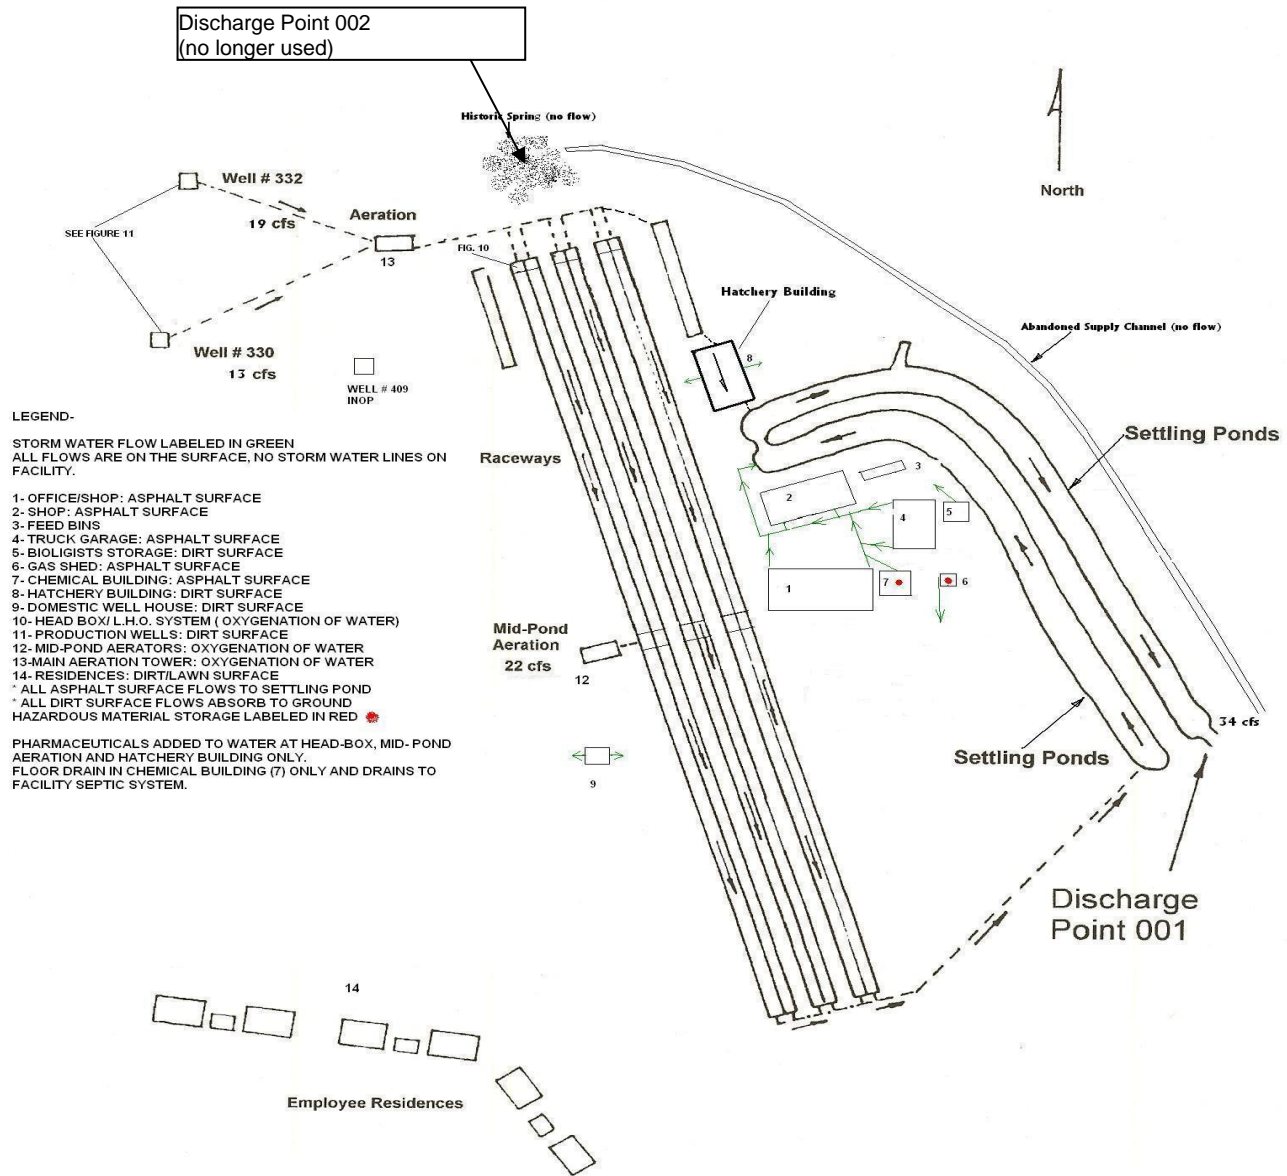 Discharge Point 002
(no longer used)
Historic Spring (no flow)
North
Well # 332
19 cfs
Aeration
SEE FIGURE 11
FIG. 10
13
Hatchery Building
Abandoned Supply Channel (no flow)
Well # 330
13 cfs
8
WELL # 409
INOP
LEGEND-
STORM WATER FLOW LABELED IN GREEN
ALL FLOWS ARE ON THE SURFACE, NO STORM WATER LINES ON
FACILITY.
1- OFFICE/SHOP: ASPHALT SURFACE
2- SHOP: ASPHALT SURFACE
3- FEED BINS
4- TRUCK GARAGE: ASPHALT SURFACE
5- BIOLIGISTS STORAGE: DIRT SURFACE
6- GAS SHED: ASPHALT SURFACE
7- CHEMICAL BUILDING: ASPHALT SURFACE
8- HATCHERY BUILDING: DIRT SURFACE
9- DOMESTIC WELL HOUSE: DIRT SURFACE
10- HEAD BOX/ L.H.O. SYSTEM ( OXYGENATION OF WATER)
11- PRODUCTION WELLS: DIRT SURFACE
12- MID-POND AERATORS: OXYGENATION OF WATER
13-MAIN AERATION TOWER: OXYGENATION OF WATER
14- RESIDENCES: DIRT/LAWN SURFACE
* ALL ASPHALT SURFACE FLOWS TO SETTLING POND
* ALL DIRT SURFACE FLOWS ABSORB TO GROUND
HAZARDOUS MATERIAL STORAGE LABELED IN RED
PHARMACEUTICALS ADDED TO WATER AT HEAD-BOX, MID- POND
AERATION AND HATCHERY BUILDING ONLY.
FLOOR DRAIN IN CHEMICAL BUILDING (7) ONLY AND DRAINS TO
FACILITY SEPTIC SYSTEM.
Raceways
Settling Ponds
3
2
4
5
1
7
6
Mid-Pond
Aeration
22 cfs
12
34 cfs
Settling Ponds
9
Discharge
Point 001
14
Employee Residences